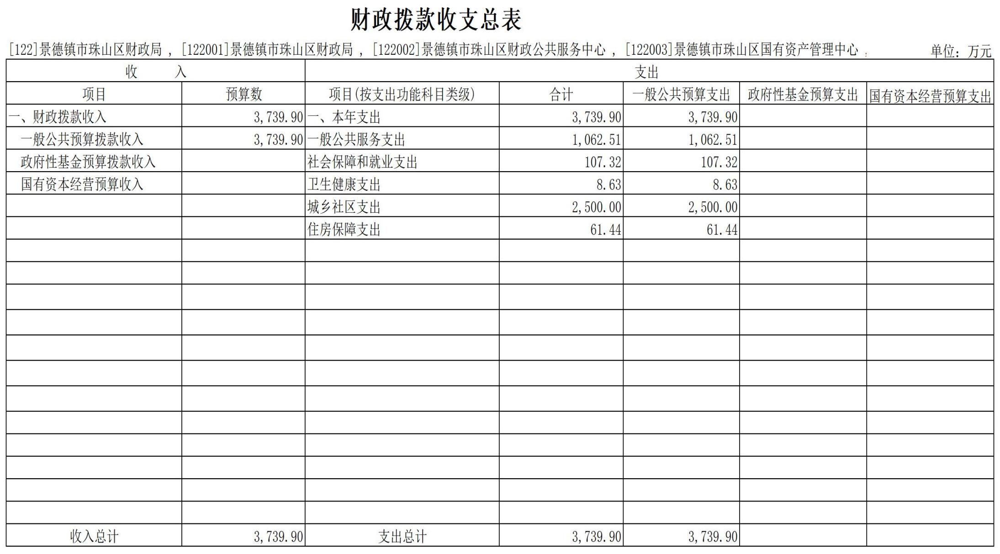 财政拨款收支总表
[122]景德镇市珠山区财政局 , [122001]景德镇市珠山区财政局 , [122002]景德镇市珠山区财政公共服务中心 , [122003]景德镇市珠山区国有资产管理中心 , 单位：万元
收 入 支出
项目 预算数 项目(按支出功能科目类级) 合计 一般公共预算支出 政府性基金预算支出 国有资本经营预算支出
一、财政拨款收入 3,739.90 一、本年支出 3,739.90 3,739.90
一般公共预算拨款收入 3,739.90 一般公共服务支出 1,062.51 1,062.51
政府性基金预算拨款收入 社会保障和就业支出 107.32 107.32
国有资本经营预算收入 卫生健康支出 8.63 8.63
城乡社区支出 2,500.00 2,500.00
住房保障支出 61.44 61.44
收入总计 3,739.90 支出总计 3,739.90 3,739.90